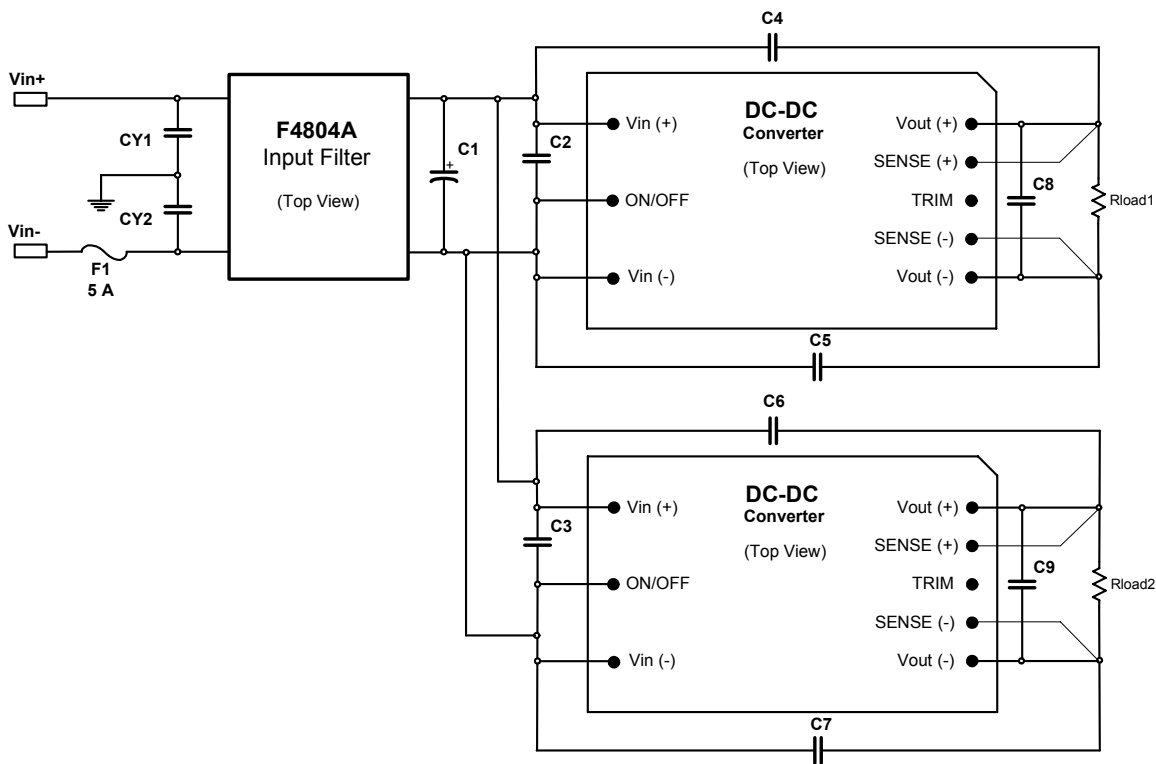 Vin+
CY1
CY2
Vin-
F1
5 A
F4804A
Input Filter
(Top View)
C1
+
C4
C2
DC-DC
Converter
(Top View)
Vin (+)
ON/OFF
Vin (-)
Vout (+)
SENSE (+)
TRIM
SENSE (-)
Vout (-)
C8
Rload1
C5
C6
C3
DC-DC
Converter
(Top View)
Vin (+)
ON/OFF
Vin (-)
Vout (+)
SENSE (+)
TRIM
SENSE (-)
Vout (-)
C9
Rload2
C7